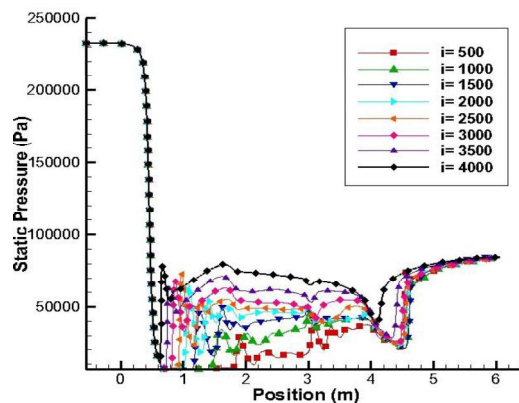 250000
200000
150000
100000
50000
Static Pressure (Pa)
i= 500
i= 1000
i= 1500
i= 2000
i= 2500
i= 3000
i= 3500
i= 4000
0 1 2 3 4 5 6
Position (m)